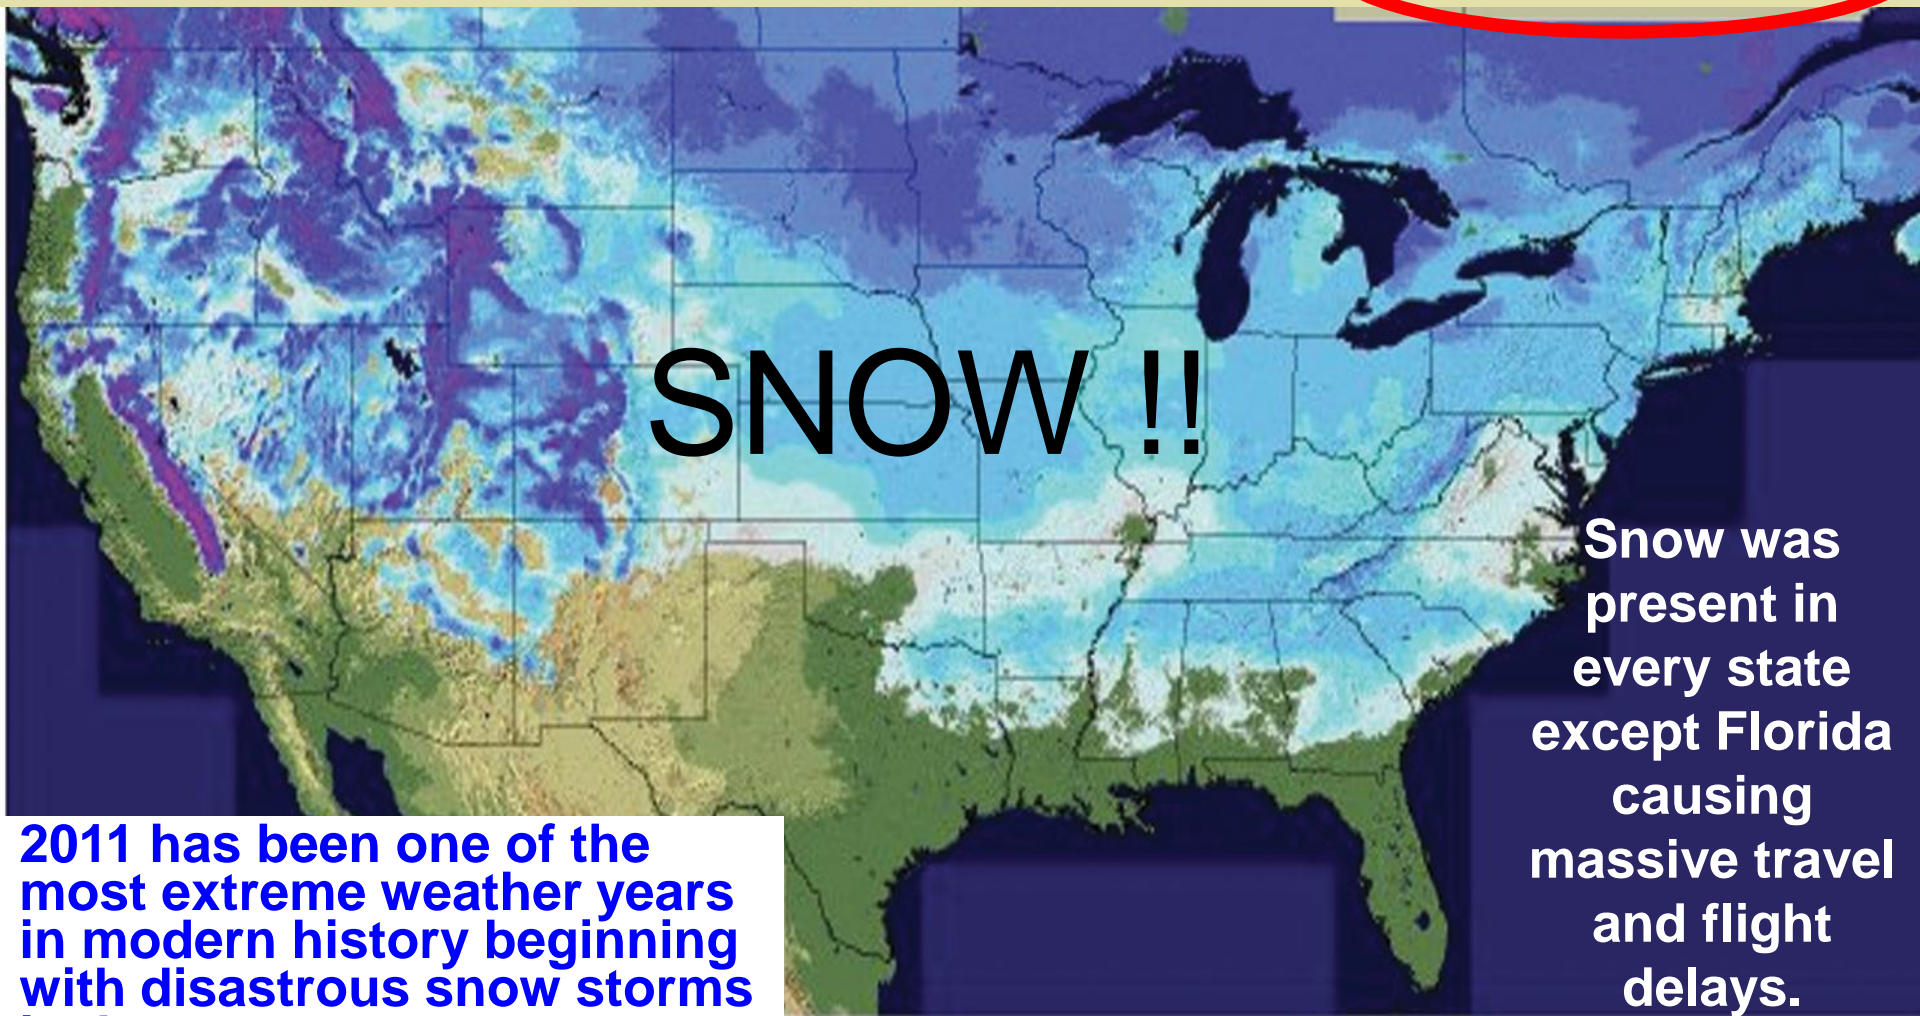 SNOW !!
Snow was
present in
every state
except Florida
causing
massive travel
and flight
delays.
2011 has been one of the
most extreme weather years
in modern history beginning
with disastrous snow storms